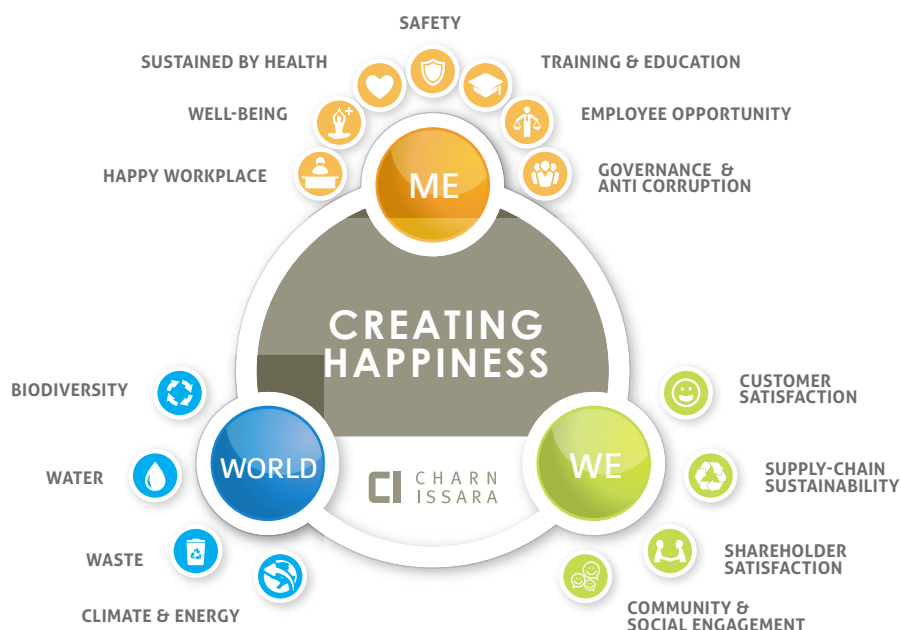 SAFETY
SUSTAINED BY HEALTH
TRAINING & EDUCATION
WELL-BEING
EMPLOYEE OPPORTUNITY
HAPPY WORKPLACE
GOVERNANCE &
ANTI CORRUPTION
ME
CREATING
HAPPINESS
BIODIVERSITY
WATER
WASTE
CLIMATE & ENERGY
WORLD
CI CHARN
ISSARA
WE
CUSTOMER
SATISFACTION
SUPPLY-CHAIN
SUSTAINABILITY
SHAREHOLDER
SATISFACTION
COMMUNITY &
SOCIAL ENGAGEMENT